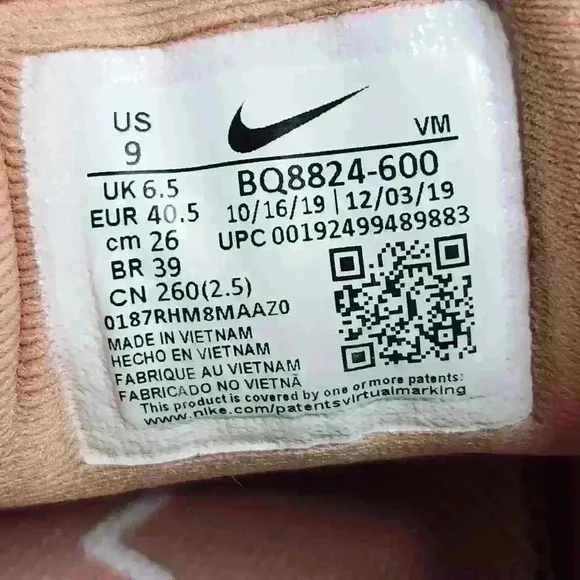 US
9
VM
UK 6.5
BQ8824-600
EUR 40.5
10/16/19 | 12/03/19
cm 26
UPC 00192499489883
BR 39
CN 260(2.5)
0187RHM8MAAZ0
MADE IN VIETNAM
HECHO EN VIETNAM
FABRIQUE AU VIETNAM
FABRICADO NO VIETNÃ
This product is covered by one or more patents:
www.nike.com/patentsvirtualmarking